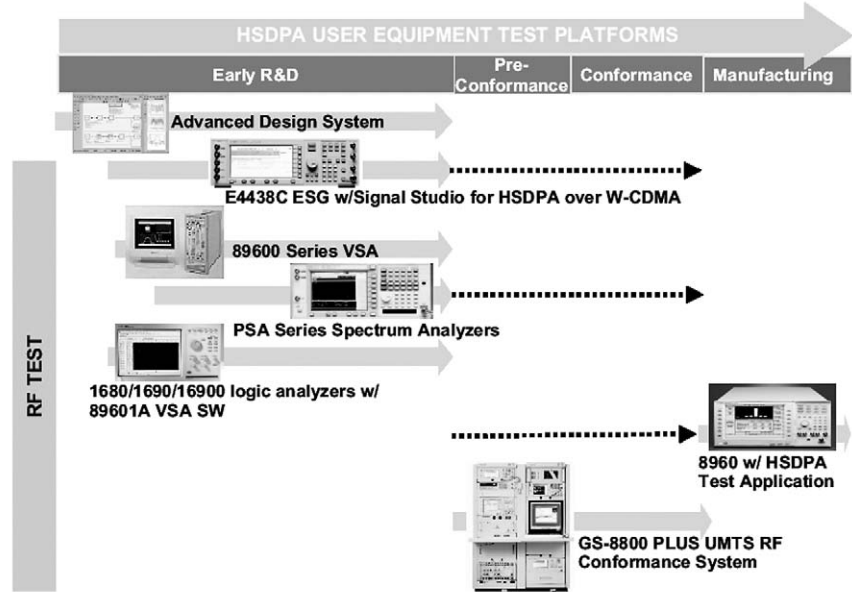 HSDPA USER EQUIPMENT TEST PLATFORMS
Early R&D
Pre-
Conformance
Conformance
Manufacturing
Advanced Design System
E4438C ESG w/Signal Studio for HSDPA over W-CDMA
89600 Series VSA
PSA Series Spectrum Analyzers
RF TEST
1680/1690/16900 logic analyzers w/
89601A VSA SW
8960 w/ HSDPA
Test Application
GS-8800 PLUS UMTS RF
Conformance System